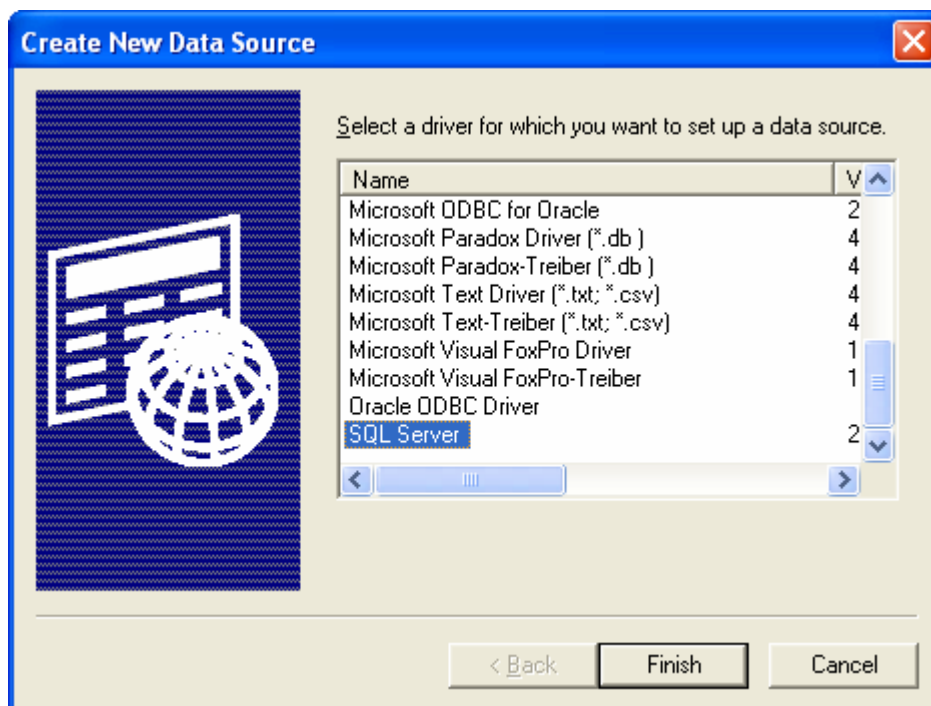 Create New Data Source
Select a driver for which you want to set up a data source.
Name V
Microsoft ODBC for Oracle 2
Microsoft Paradox Driver (*.db ) 4
Microsoft Paradox-Treiber (*.db ) 4
Microsoft Text Driver (*.txt; *.csv) 4
Microsoft Text-Treiber (*.txt; *.csv) 4
Microsoft Visual FoxPro Driver 1
Microsoft Visual FoxPro-Treiber 1
Oracle ODBC Driver
SQL Server 2
< Back Finish Cancel